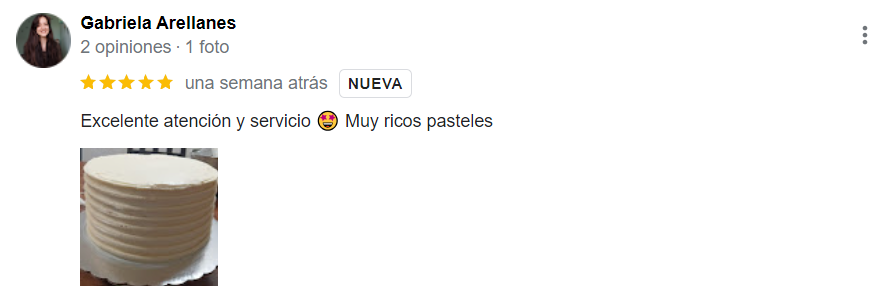 Gabriela Arellanes
2 opiniones · 1 foto
una semana atrás NUEVA
Excelente atención y servicio 🤩 Muy ricos pasteles